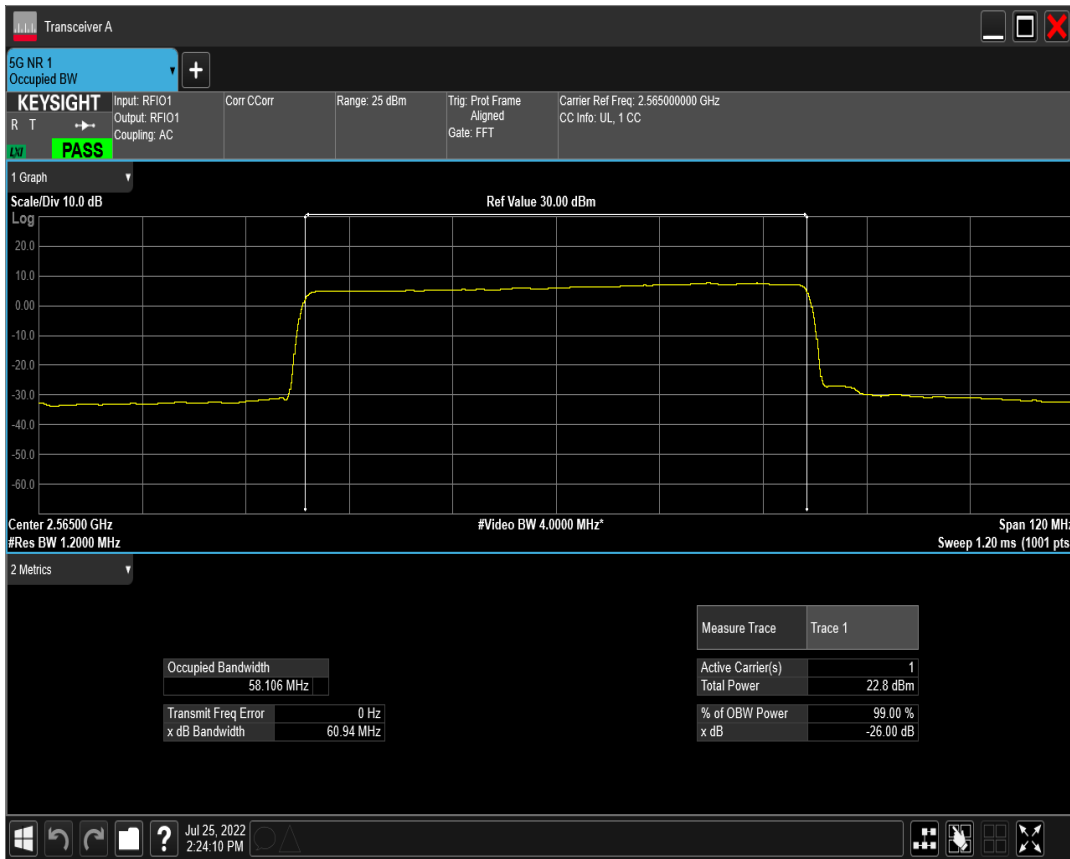 Transceiver A
5G NR 1
Occupied BW
+
KEYSIGHT
R T
LXI
PASS
Input: RFIO1
Output: RFIO1
Coupling: AC
Corr CCorr
Range: 25 dBm
Trig: Prot Frame
Aligned
Gate: FFT
Carrier Ref Freq: 2.565000000 GHz
CC Info: UL, 1 CC
1 Graph
Scale/Div 10.0 dB
Ref Value 30.00 dBm
Log
20.0
10.0
0.00
-10.0
-20.0
-30.0
-40.0
-50.0
-60.0
Center 2.56500 GHz
#Video BW 4.0000 MHz*
Span 120 MHz
#Res BW 1.2000 MHz
Sweep 1.20 ms (1001 pts
2 Metrics
Measure Trace Trace 1
Occupied Bandwidth
58.106 MHz
Active Carrier(s) 1
Total Power 22.8 dBm
Transmit Freq Error 0 Hz
x dB Bandwidth 60.94 MHz
% of OBW Power 99.00 %
x dB -26.00 dB
?
Jul 25, 2022
2:24:10 PM